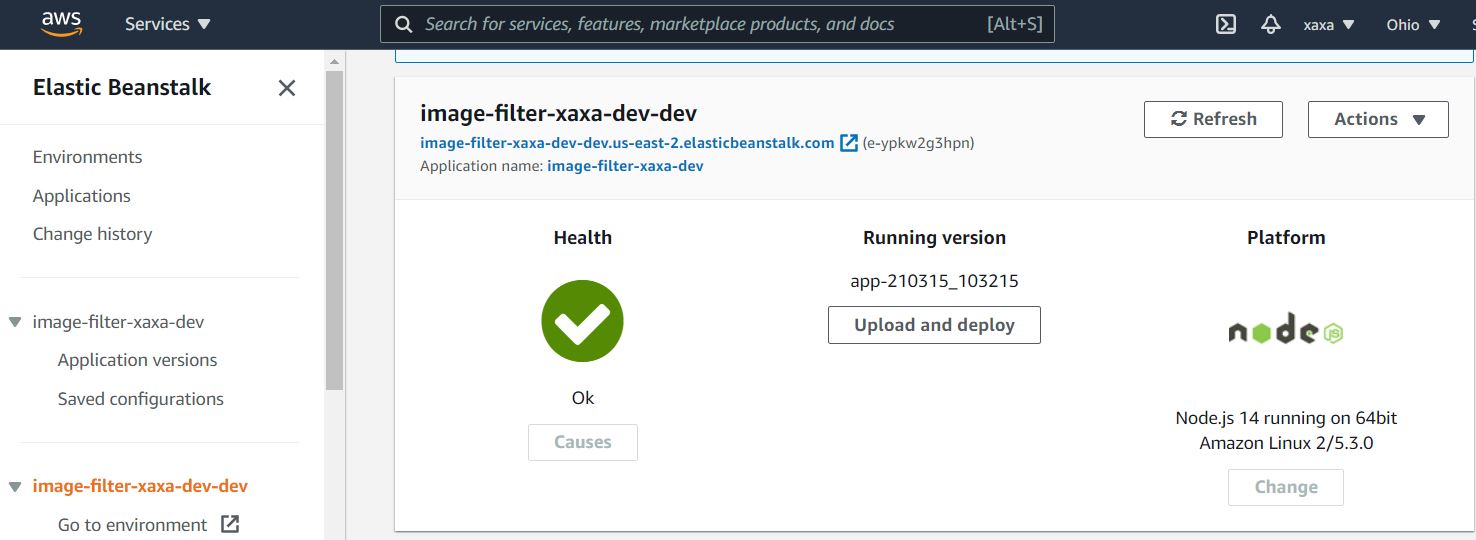 aws
Services
Search for services, features, marketplace products, and docs [Alt+S]
xaxa
Ohio
Elastic Beanstalk
Environments
Applications
Change history
image-filter-xaxa-dev
Application versions
Saved configurations
image-filter-xaxa-dev-dev
Go to environment
image-filter-xaxa-dev-dev
image-filter-xaxa-dev-dev.us-east-2.elasticbeanstalk.com (e-ypkw2g3hpn)
Application name: image-filter-xaxa-dev
Refresh
Actions
Health
Ok
Causes
Running version
app-210315_103215
Upload and deploy
Platform
node JS
Node.js 14 running on 64bit
Amazon Linux 2/5.3.0
Change